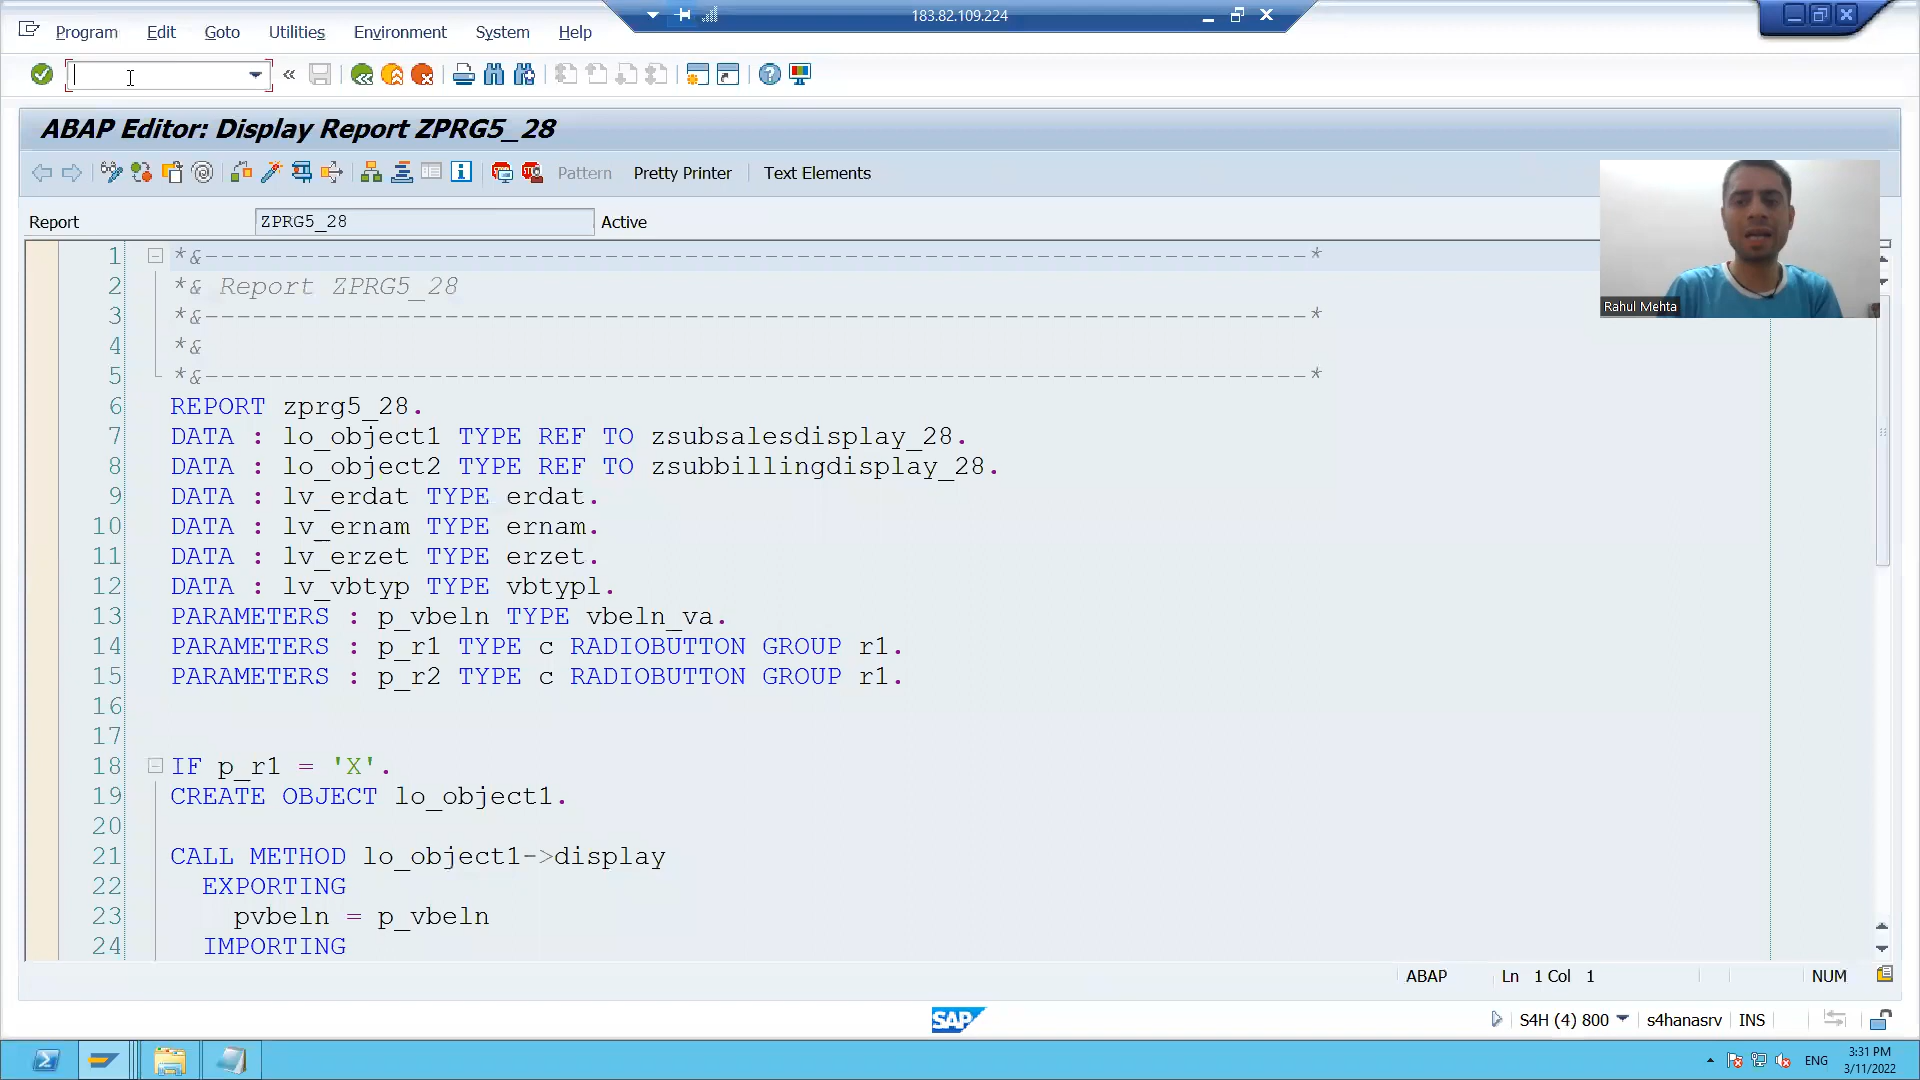 183.82.109.224
Program Edit Goto Utilities Environment System Help
ABAP Editor: Display Report ZPRG5_28
Pattern Pretty Printer Text Elements
Report ZPRG5_28 Active
Rahul Mehta
1 *&---------------------------------------------------------------------*
2 *& Report ZPRG5_28
3 *&---------------------------------------------------------------------*
4 *&
5 *&---------------------------------------------------------------------*
6 REPORT zprg5_28.
7 DATA : lo_object1 TYPE REF TO zsubsalesdisplay_28.
8 DATA : lo_object2 TYPE REF TO zsubbillingdisplay_28.
9 DATA : lv_erdat TYPE erdat.
10 DATA : lv_ernam TYPE ernam.
11 DATA : lv_erzet TYPE erzet.
12 DATA : lv_vbtyp TYPE vbtypl.
13 PARAMETERS : p_vbeln TYPE vbeln_va.
14 PARAMETERS : p_r1 TYPE c RADIOBUTTON GROUP r1.
15 PARAMETERS : p_r2 TYPE c RADIOBUTTON GROUP r1.
16
17
18 IF p_r1 = 'X'.
19 CREATE OBJECT lo_object1.
20
21 CALL METHOD lo_object1->display
22 EXPORTING
23 pvbeln = p_vbeln
24 IMPORTING
ABAP Ln 1 Col 1 NUM
SAP
S4H (4) 800 s4hanasrv INS
ENG 3:31 PM
3/11/2022